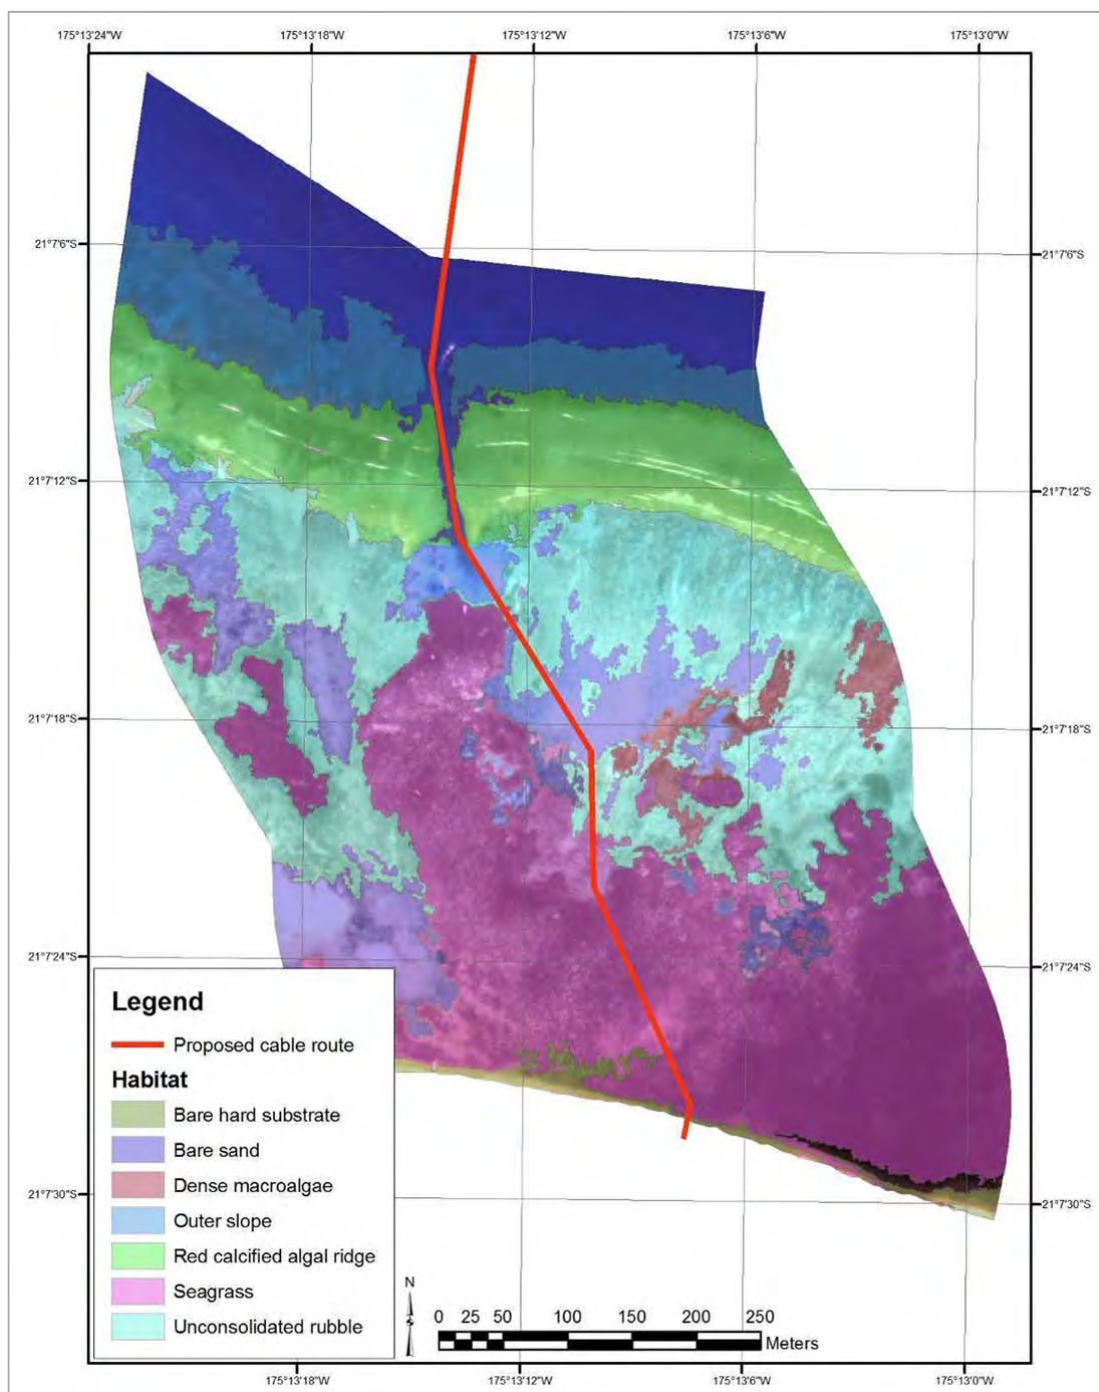 175°13'24"W 175°13'18"W 175°13'12"W 175°13'6"W 175°13'0"W
21°7'6"S 21°7'6"S
21°7'12"S 21°7'12"S
21°7'18"S 21°7'18"S
21°7'24"S 21°7'24"S
Legend
Proposed cable route
Habitat
Bare hard substrate
Bare sand
Dense macroalgae
21°7'30"S 21°7'30"S
Outer slope
Red calcified algal ridge
Seagrass
Unconsolidated rubble
N
S
0 25 50 100 150 200 250
Meters
175°13'18"W 175°13'12"W 175°13'6"W 175°13'0"W